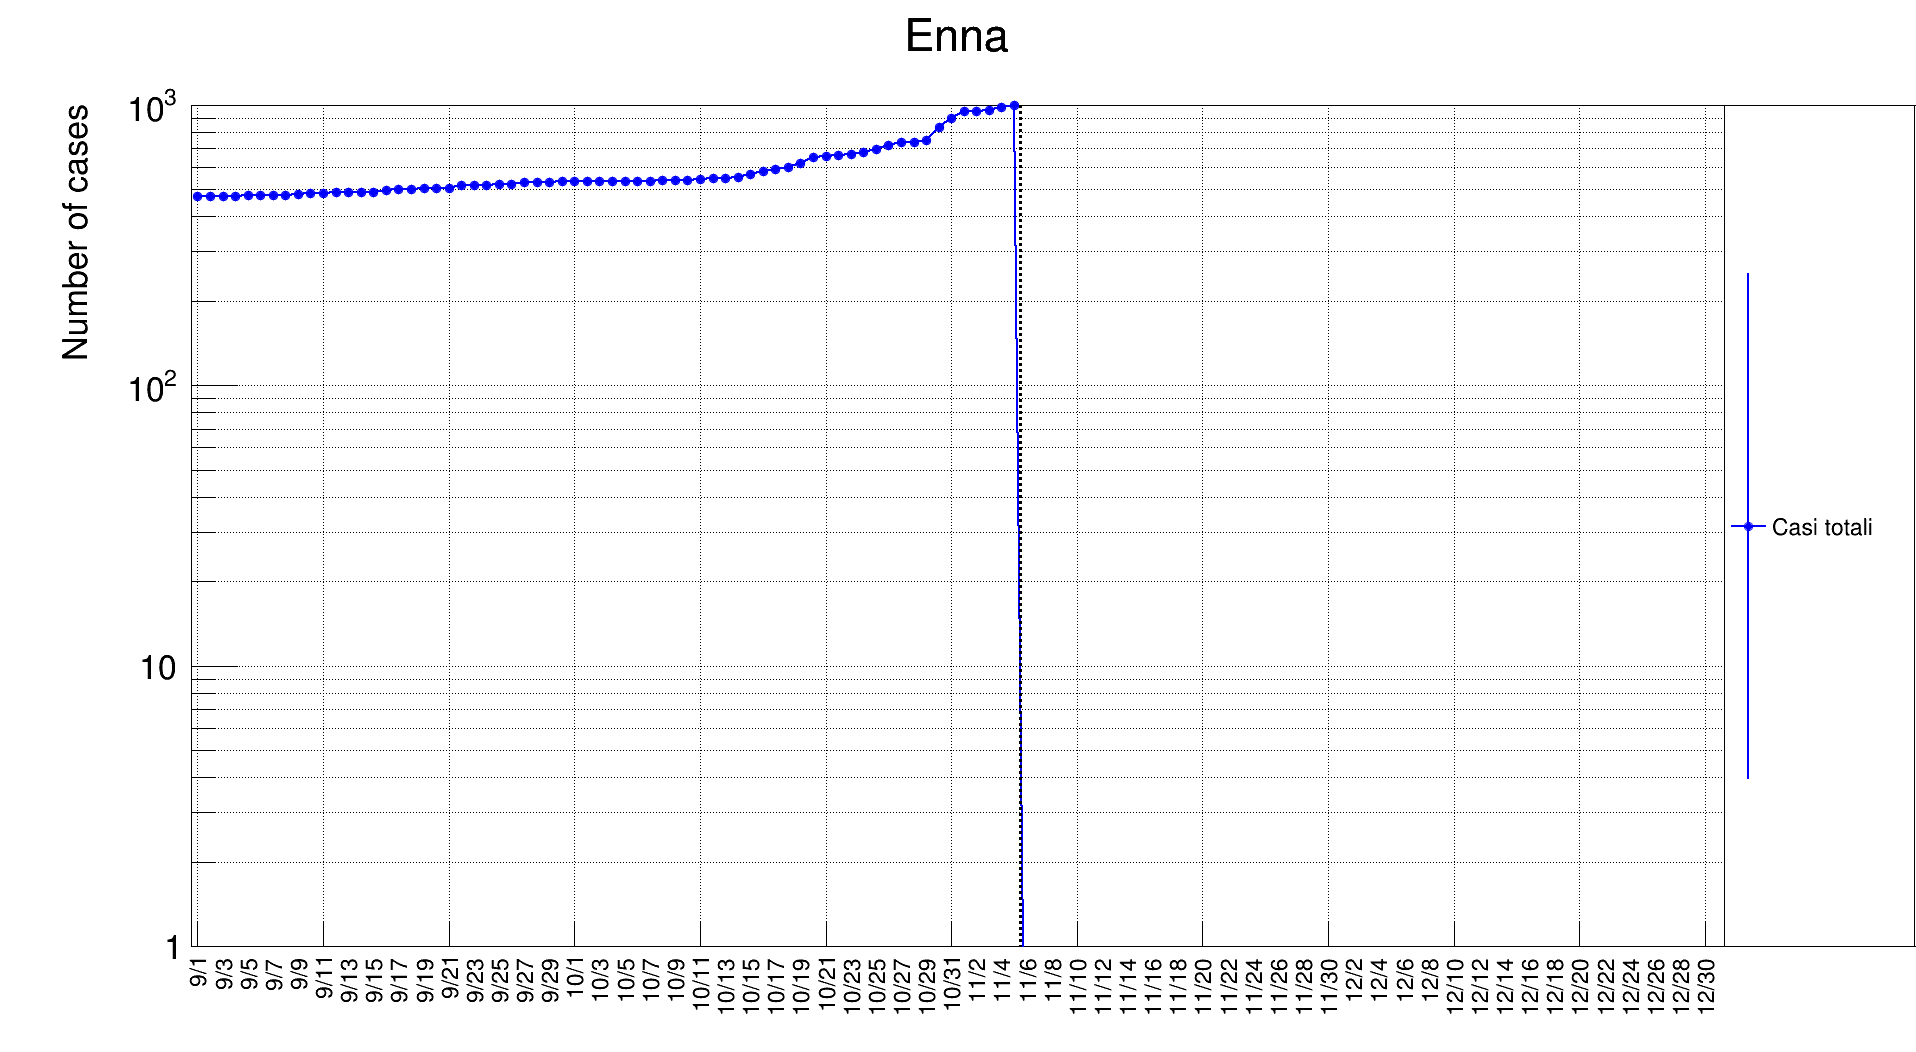 Enna
Number of cases
10³
10²
10
1
9/1 9/3 9/5 9/7 9/9 9/11 9/13 9/15 9/17 9/19 9/21 9/23 9/25 9/27 9/29 10/1 10/3 10/5 10/7 10/9 10/11 10/13 10/15 10/17 10/19 10/21 10/23 10/25 10/27 10/29 10/31 11/2 11/4 11/6 11/8 11/10 11/12 11/14 11/16 11/18 11/20 11/22 11/24 11/26 11/28 11/30 12/2 12/4 12/6 12/8 12/10 12/12 12/14 12/16 12/18 12/20 12/22 12/24 12/26 12/28 12/30
Casi totali